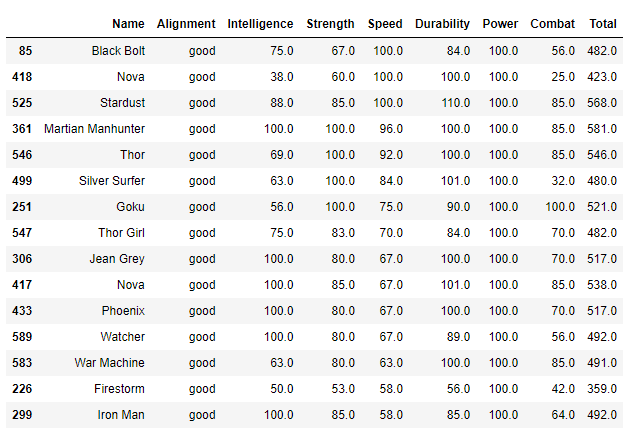 Name Alignment Intelligence Strength Speed Durability Power Combat Total
85 Black Bolt good 75.0 67.0 100.0 84.0 100.0 56.0 482.0
418 Nova good 38.0 60.0 100.0 100.0 100.0 25.0 423.0
525 Stardust good 88.0 85.0 100.0 110.0 100.0 85.0 568.0
361 Martian Manhunter good 100.0 100.0 96.0 100.0 100.0 85.0 581.0
546 Thor good 69.0 100.0 92.0 100.0 100.0 85.0 546.0
499 Silver Surfer good 63.0 100.0 84.0 101.0 100.0 32.0 480.0
251 Goku good 56.0 100.0 75.0 90.0 100.0 100.0 521.0
547 Thor Girl good 75.0 83.0 70.0 84.0 100.0 70.0 482.0
306 Jean Grey good 100.0 80.0 67.0 100.0 100.0 70.0 517.0
417 Nova good 100.0 85.0 67.0 101.0 100.0 85.0 538.0
433 Phoenix good 100.0 80.0 67.0 100.0 100.0 70.0 517.0
589 Watcher good 100.0 80.0 67.0 89.0 100.0 56.0 492.0
583 War Machine good 63.0 80.0 63.0 100.0 100.0 85.0 491.0
226 Firestorm good 50.0 53.0 58.0 56.0 100.0 42.0 359.0
299 Iron Man good 100.0 85.0 58.0 85.0 100.0 64.0 492.0